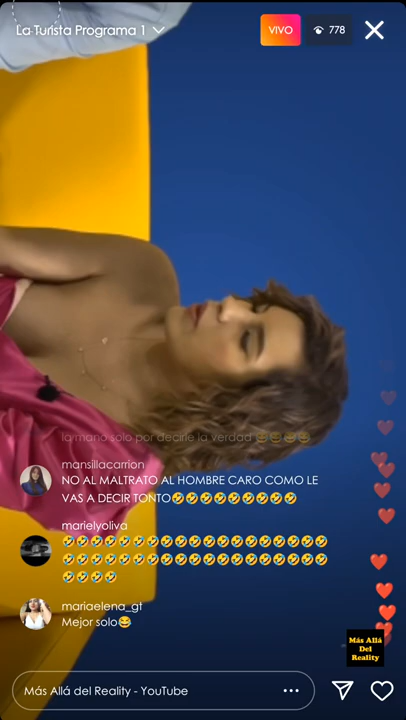 La Turista Programa 1
VIVO
778
la mano solo por decirle la verdad 😅😅😅😅
mansillacarrion
NO AL MALTRATO AL HOMBRE CARO COMO LE
VAS A DECIR TONTO🤣🤣🤣🤣🤣🤣🤣🤣🤣
marielyoliva
🤣🤣🤣🤣🤣🤣🤣🤣🤣🤣🤣🤣🤣🤣🤣🤣🤣🤣🤣
🤣🤣🤣🤣🤣🤣🤣🤣🤣🤣🤣🤣🤣🤣🤣🤣🤣🤣🤣
🤣🤣🤣🤣
mariaelena_gt
Mejor solo😂
Más Allá
Del
Reality
Más Allá del Reality - YouTube